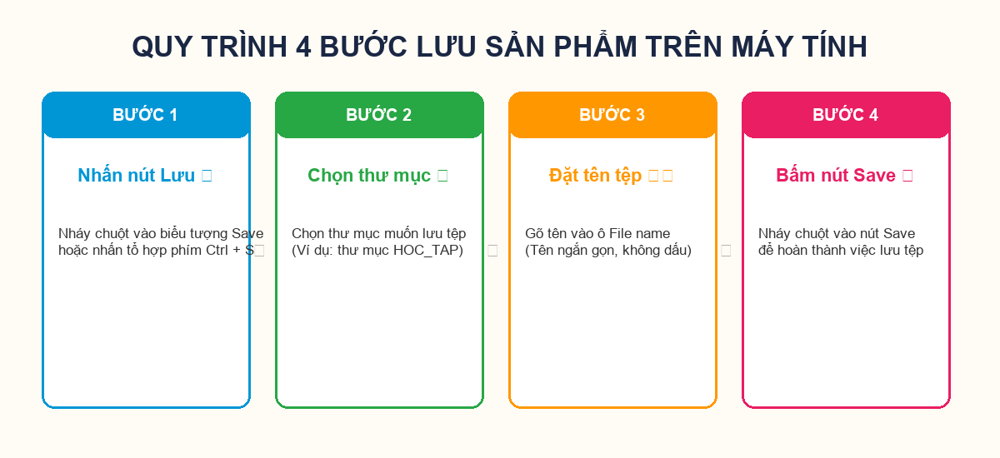 QUY TRÌNH 4 BƯỚC LƯU SẢN PHẨM TRÊN MÁY TÍNH
BƯỚC 1
Nhấn nút Lưu
Nháy chuột vào biểu tượng Save
hoặc nhấn tổ hợp phím Ctrl + S
BƯỚC 2
Chọn thư mục
Chọn thư mục muốn lưu tệp
(Ví dụ: thư mục HOC_TAP)
BƯỚC 3
Đặt tên tệp
Gõ tên vào ô File name
(Tên ngắn gọn, không dấu)
BƯỚC 4
Bấm nút Save
Nháy chuột vào nút Save
để hoàn thành việc lưu tệp